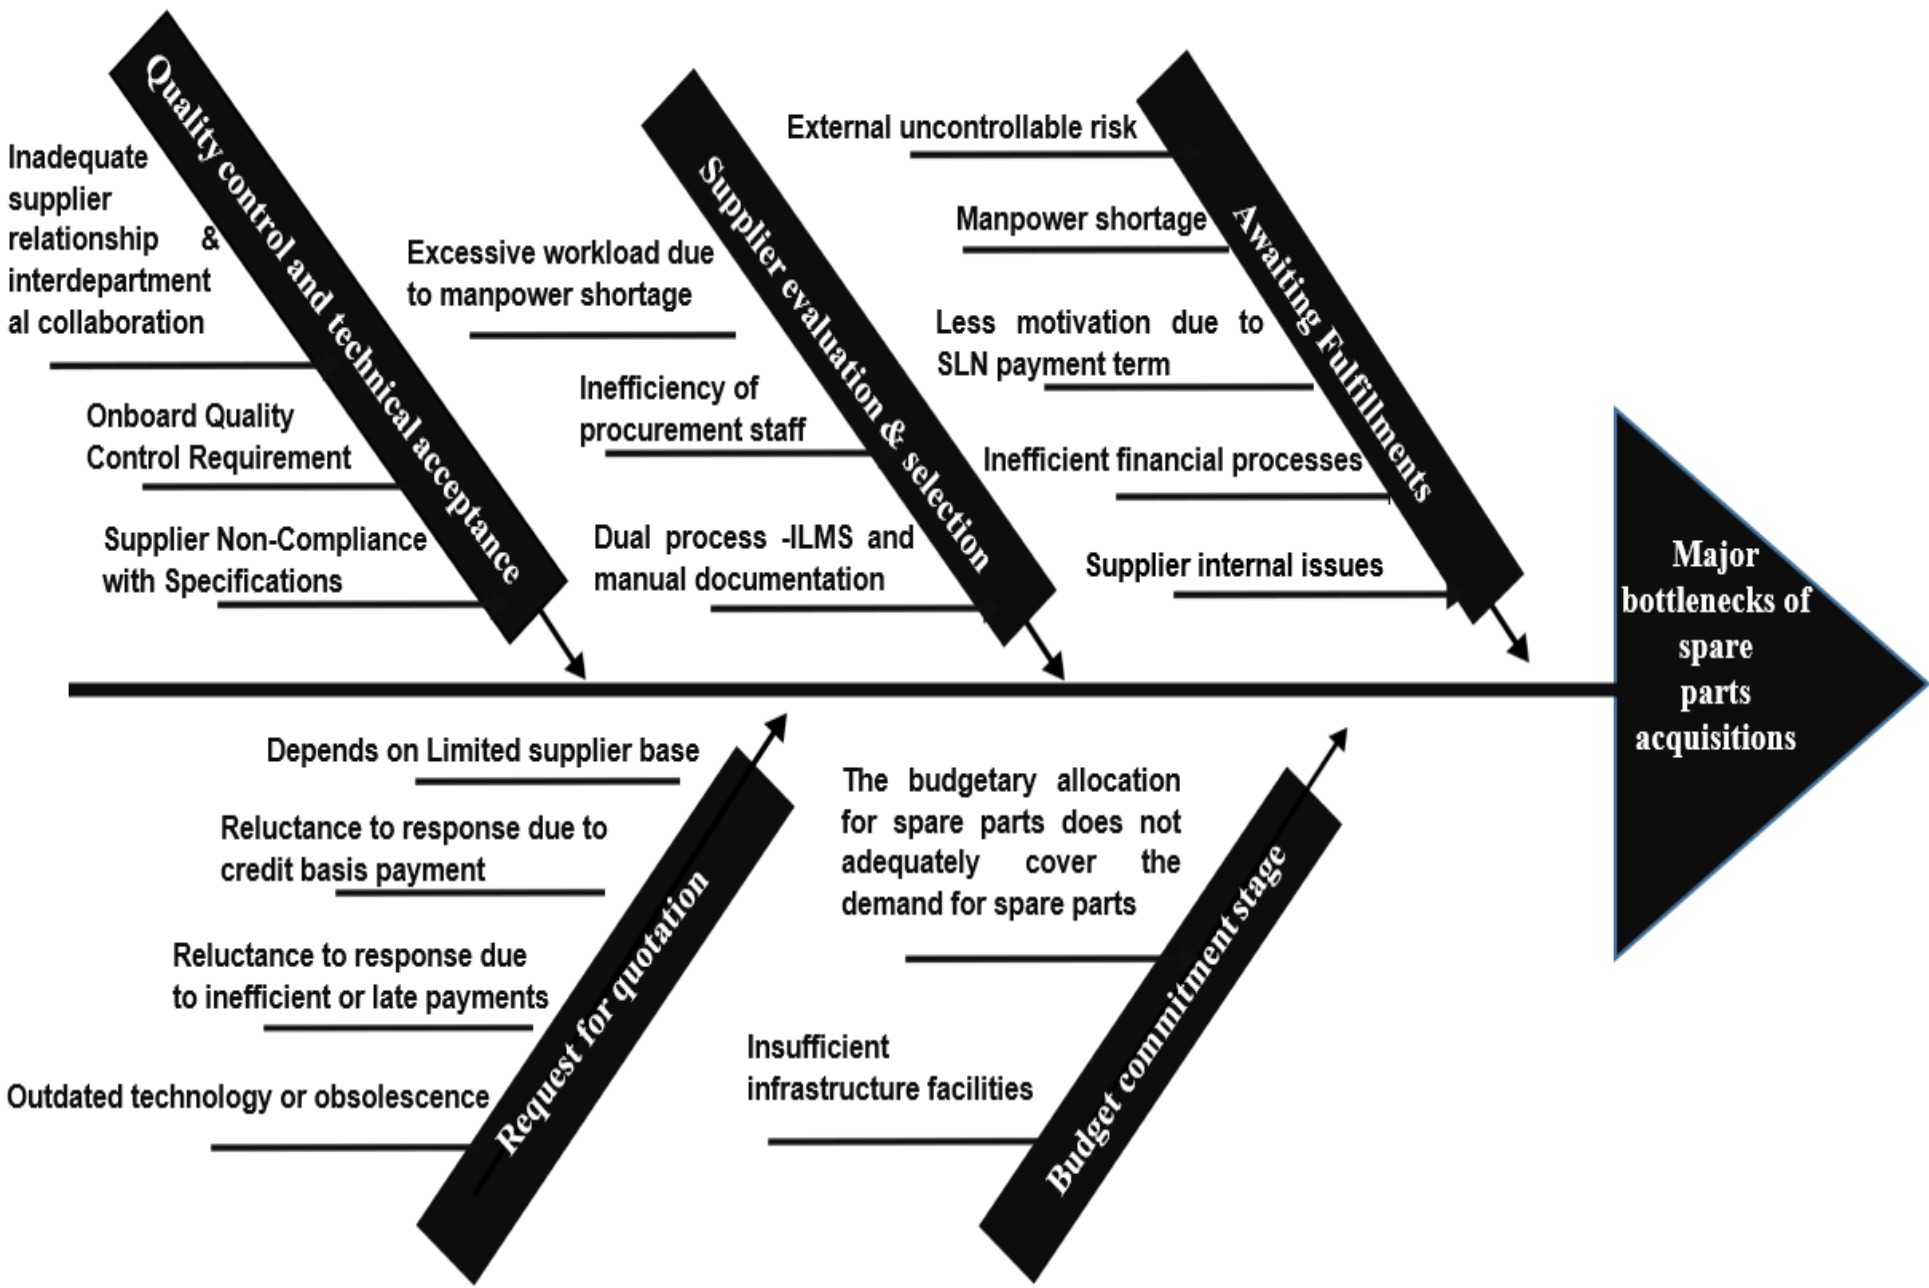 Quality control and technical acceptance
Inadequate
supplier
relationship &
interdepartment
al collaboration
Onboard Quality
Control Requirement
Supplier Non-Compliance
with Specifications
Supplier evaluation & selection
Excessive workload due
to manpower shortage
Inefficiency of
procurement staff
Dual process -ILMS and
manual documentation
Awaiting Fulfillments
External uncontrollable risk
Manpower shortage
Less motivation due to
SLN payment term
Inefficient financial processes
Supplier internal issues
Major
bottlenecks of
spare
parts
acquisitions
Depends on Limited supplier base
Reluctance to response due to
credit basis payment
Reluctance to response due
to inefficient or late payments
Outdated technology or obsolescence
Request for quotation
The budgetary allocation
for spare parts does not
adequately cover the
demand for spare parts
Insufficient
infrastructure facilities
Budget commitment stage